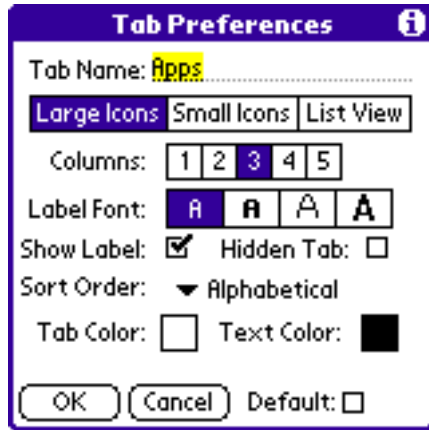 Tab Preferences i
Tab Name: Apps
Large Icons Small Icons List View
Columns: 1 2 3 4 5
Label Font: A A A A
Show Label: Hidden Tab:
Sort Order: Alphabetical
Tab Color: Text Color:
OK Cancel Default: